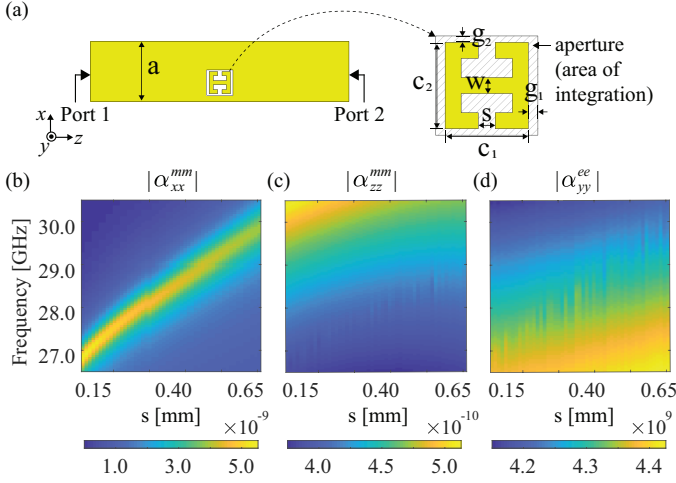 (a)
a
Port 1
Port 2
x
y
z
g2
c2
w
s
g1
c1
aperture
(area of
integration)
(b) |α_xx^mm|
(c) |α_zz^mm|
(d) |α_yy^ee|
Frequency [GHz]
30.0
29.0
28.0
27.0
0.15 0.40 0.65
0.15 0.40 0.65
0.15 0.40 0.65
s [mm]
s [mm]
s [mm]
×10^-9
×10^-10
×10^9
1.0 3.0 5.0
4.0 4.5 5.0
4.2 4.3 4.4